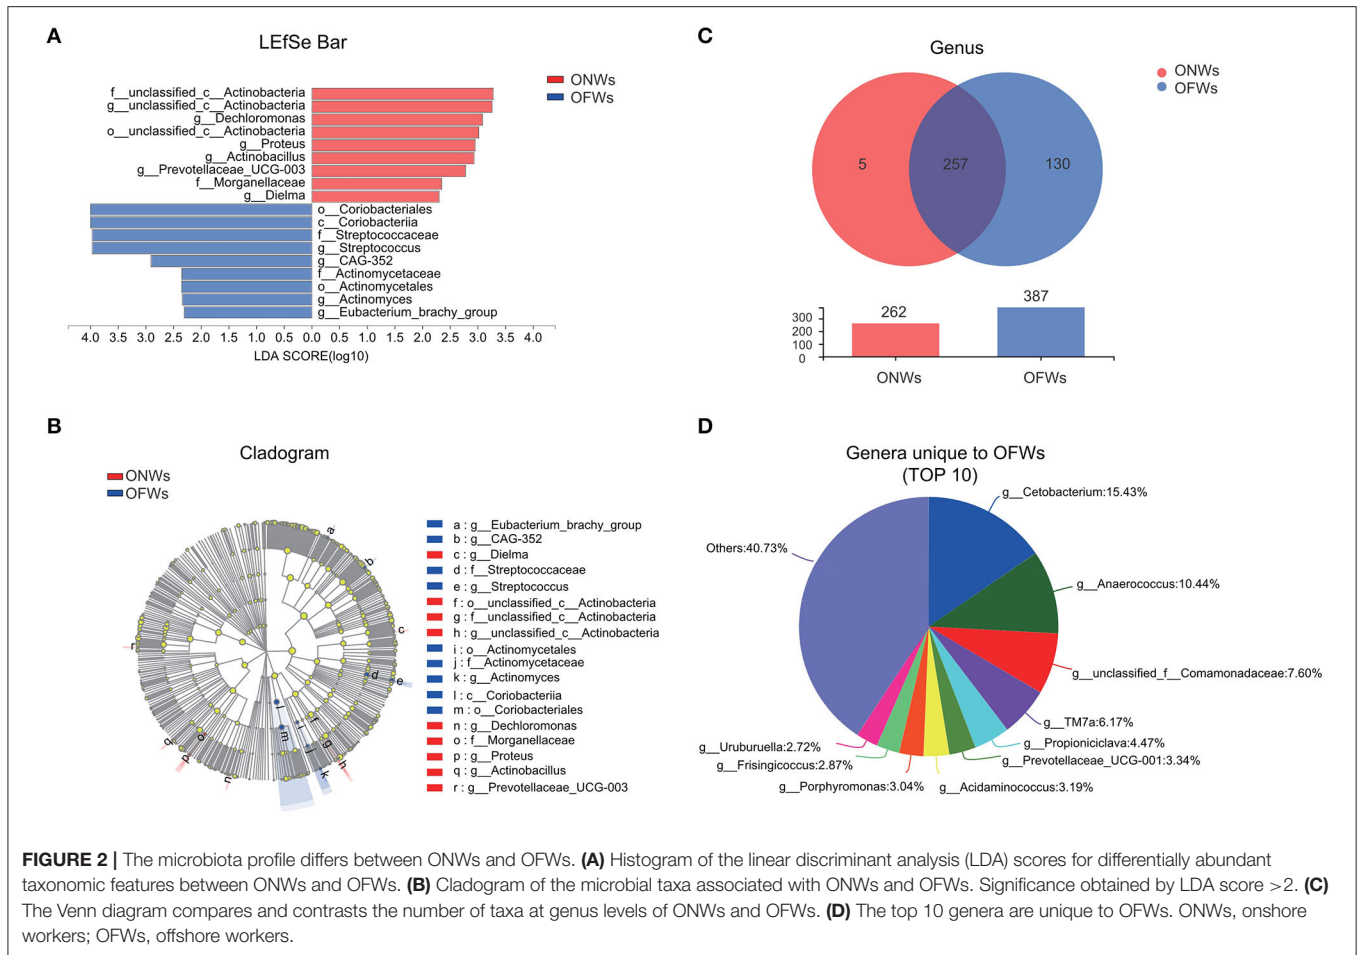 A
LEfSe Bar
ONWs
OFWs
f__unclassified_c__Actinobacteria
g__unclassified_c__Actinobacteria
g__Dechloromonas
o__unclassified_c__Actinobacteria
g__Proteus
g__Actinobacillus
g__Prevotellaceae_UCG-003
f__Morganellaceae
g__Dielma
o__Coriobacteriales
c__Coriobacteriia
f__Streptococcaceae
g__Streptococcus
g__CAG-352
f__Actinomycetaceae
o__Actinomycetales
g__Actinomyces
g__Eubacterium_brachy_group
4.0 3.5 3.0 2.5 2.0 1.5 1.0 0.5 0.0 0.5 1.0 1.5 2.0 2.5 3.0 3.5 4.0
LDA SCORE(log10)
C
Genus
ONWs
OFWs
5 257 130
300
200
100
0
262
387
ONWs OFWs
B
Cladogram
ONWs
OFWs
a
b
c
d
e
r
l
m
i
f
j
g
h
k
n
o
p
q
a : g__Eubacterium_brachy_group
b : g__CAG-352
c : g__Dielma
d : f__Streptococcaceae
e : g__Streptococcus
f : o__unclassified_c__Actinobacteria
g : f__unclassified_c__Actinobacteria
h : g__unclassified_c__Actinobacteria
i : o__Actinomycetales
j : f__Actinomycetaceae
k : g__Actinomyces
l : c__Coriobacteriia
m : o__Coriobacteriales
n : g__Dechloromonas
o : f__Morganellaceae
p : g__Proteus
q : g__Actinobacillus
r : g__Prevotellaceae_UCG-003
D
Genera unique to OFWs
(TOP 10)
g__Cetobacterium:15.43%
Others:40.73%
g__Anaerococcus:10.44%
g__unclassified_f__Comamonadaceae:7.60%
g__TM7a:6.17%
g__Propioniciclava:4.47%
g__Prevotellaceae_UCG-001:3.34%
g__Acidaminococcus:3.19%
g__Porphyromonas:3.04%
g__Frisingicoccus:2.87%
g__Uruburuella:2.72%
FIGURE 2 | The microbiota profile differs between ONWs and OFWs. (A) Histogram of the linear discriminant analysis (LDA) scores for differentially abundant
taxonomic features between ONWs and OFWs. (B) Cladogram of the microbial taxa associated with ONWs and OFWs. Significance obtained by LDA score >2. (C)
The Venn diagram compares and contrasts the number of taxa at genus levels of ONWs and OFWs. (D) The top 10 genera are unique to OFWs. ONWs, onshore
workers; OFWs, offshore workers.